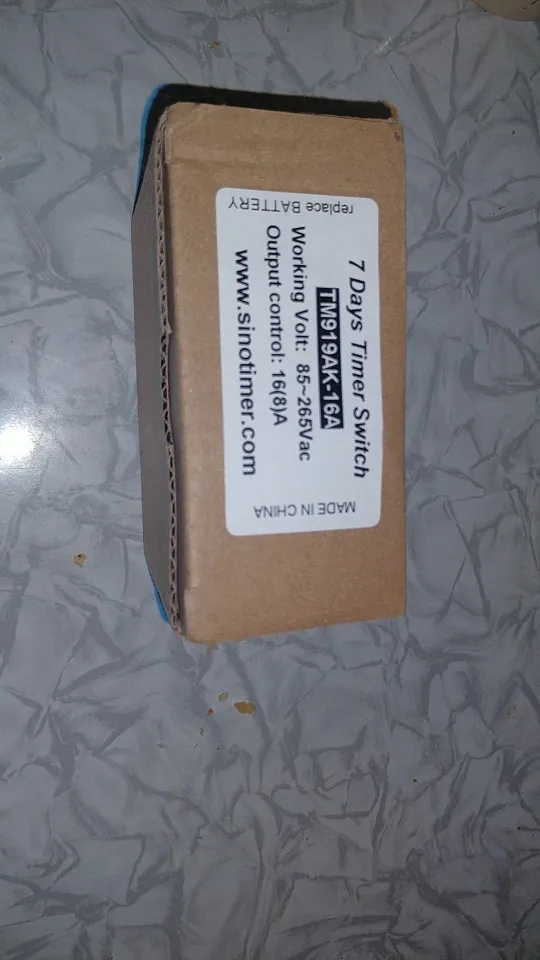 7 Days Timer Switch
TM919AK-16A
Working Volt: 85~265Vac
Output control: 16(8)A
www.sinotimer.com
replace BATTERY
MADE IN CHINA